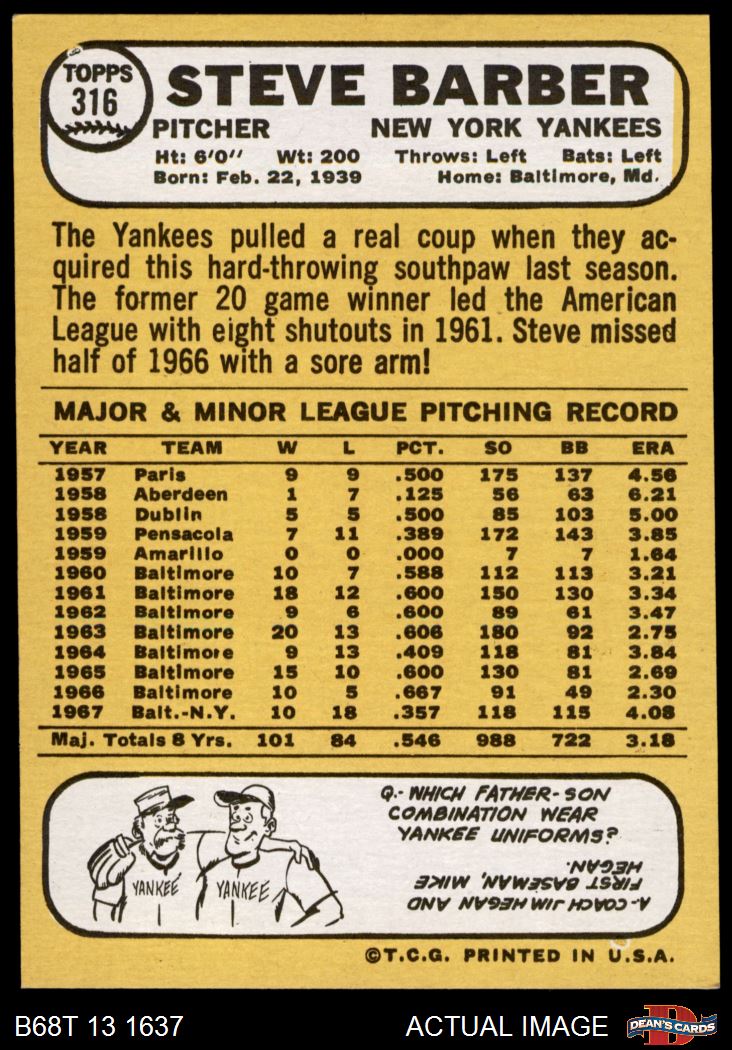 TOPPS
316
STEVE BARBER
PITCHER NEW YORK YANKEES
Ht: 6'0" Wt: 200 Throws: Left Bats: Left
Born: Feb. 22, 1939 Home: Baltimore, Md.
The Yankees pulled a real coup when they ac-
quired this hard-throwing southpaw last season.
The former 20 game winner led the American
League with eight shutouts in 1961. Steve missed
half of 1966 with a sore arm!
MAJOR & MINOR LEAGUE PITCHING RECORD
YEAR TEAM W L PCT. SO BB ERA
1957 Paris 9 9 .500 175 137 4.56
1958 Aberdeen 1 7 .125 56 63 6.21
1958 Dublin 5 5 .500 85 103 5.00
1959 Pensacola 7 11 .389 172 143 3.85
1959 Amarillo 0 0 .000 7 7 1.64
1960 Baltimore 10 7 .588 112 113 3.21
1961 Baltimore 18 12 .600 150 130 3.34
1962 Baltimore 9 6 .600 89 61 3.47
1963 Baltimore 20 13 .606 180 92 2.75
1964 Baltimore 9 13 .409 118 81 3.84
1965 Baltimore 15 10 .600 130 81 2.69
1966 Baltimore 10 5 .667 91 49 2.30
1967 Balt.-N.Y. 10 18 .357 118 115 4.08
Maj. Totals 8 Yrs. 101 84 .546 988 722 3.18
YANKEE YANKEE
Q.- WHICH FATHER-SON
COMBINATION WEAR
YANKEE UNIFORMS?
A- COACH JIM HEGAN AND
FIRST BASEMAN, MIKE
HEGAN.
©T.C.G. PRINTED IN U.S.A.
B68T 13 1637 ACTUAL IMAGE DEAN'S CARDS